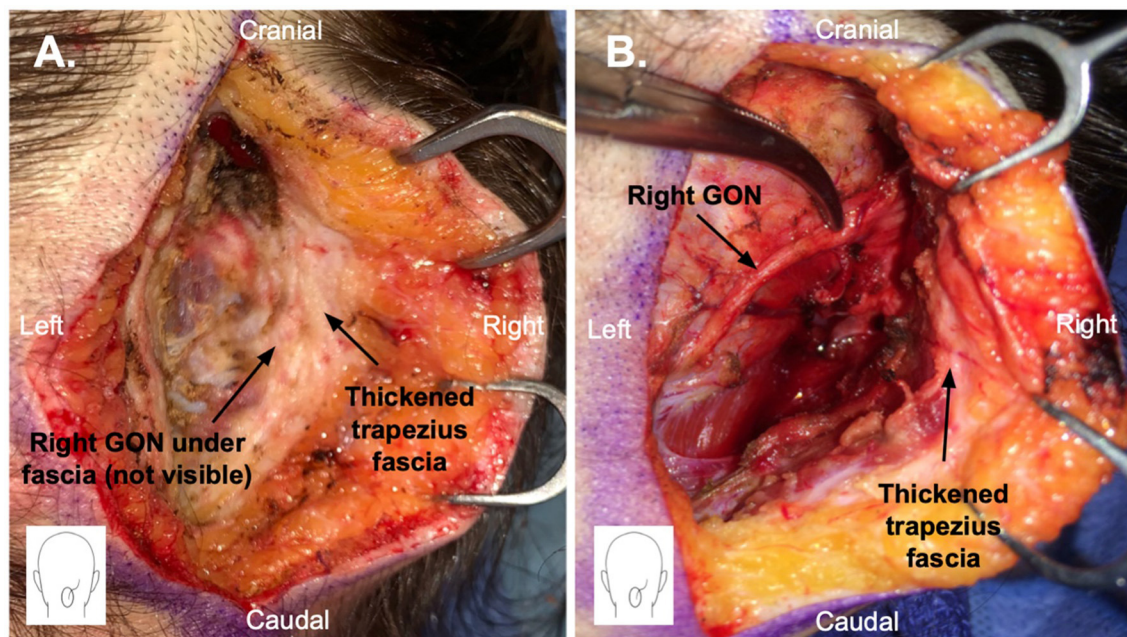 A.
Cranial
Left
Right
Right GON under
fascia (not visible)
Thickened
trapezius
fascia
Caudal
B.
Cranial
Right GON
Left
Right
Thickened
trapezius
fascia
Caudal